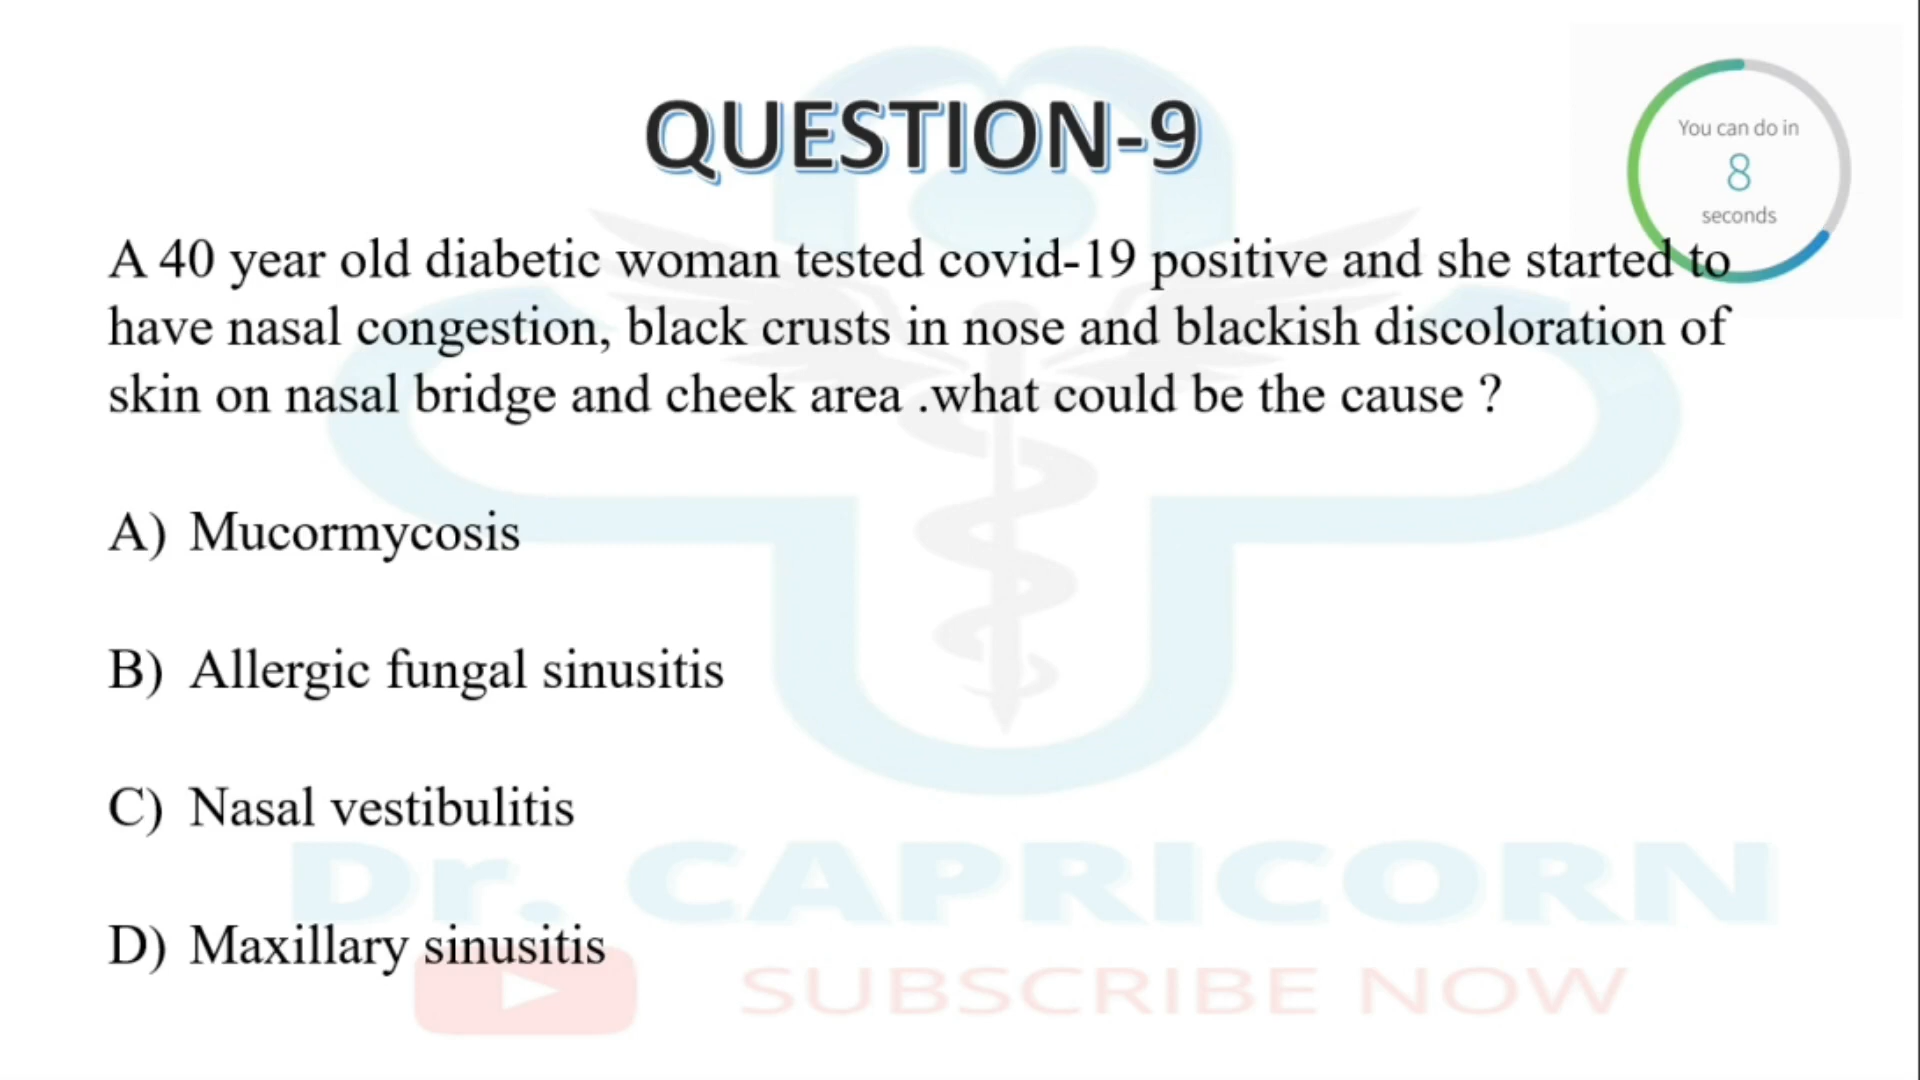 QUESTION-9
You can do in
8
seconds
A 40 year old diabetic woman tested covid-19 positive and she started to
have nasal congestion, black crusts in nose and blackish discoloration of
skin on nasal bridge and cheek area .what could be the cause ?
A) Mucormycosis
B) Allergic fungal sinusitis
C) Nasal vestibulitis
D) Maxillary sinusitis
Dr. CAPRICORN
SUBSCRIBE NOW